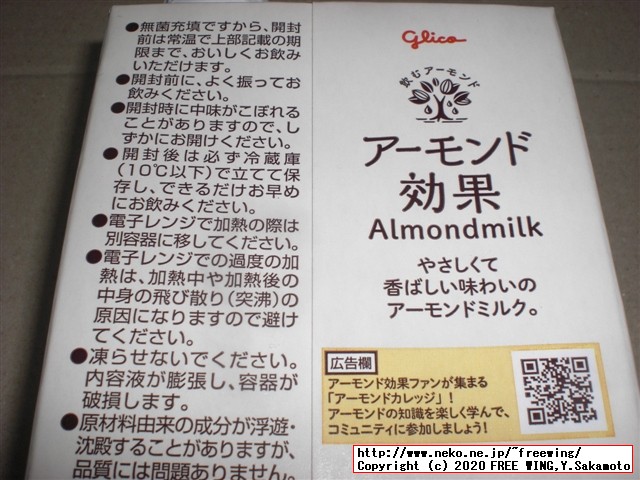 ●無菌充填ですから、開封
前は常温で上部記載の期
限まで、おいしくお飲み
いただけます。
●開封前に、よく振ってお
飲みください。
●開封時に中味がこぼれる
ことがありますので、し
ずかにお開けください。
●開封後は必ず冷蔵庫
(10℃以下)で立てて保
存し、できるだけお早め
にお飲みください。
●電子レンジで加熱の際は
別容器に移してください。
●電子レンジでの過度の加
熱は、加熱中や加熱後の
中身の飛び散り(突沸)の
原因になりますので避け
てください。
●凍らせないでください。
内容液が膨張し、容器が
破損します。
●原材料由来の成分が浮遊・
沈殿することがありますが、
品質には問題ありません。
glico
飲むアーモンド
アーモンド
効果
Almondmilk
やさしくて
香ばしい味わいの
アーモンドミルク。
広告欄
アーモンド効果ファンが集まる
「アーモンドカレッジ」!
アーモンドの知識を楽しく学んで、
コミュニティに参加しましょう!
http://www.neko.ne.jp/~freewing/
Copyright (c) 2020 FREE WING,Y.Sakamoto